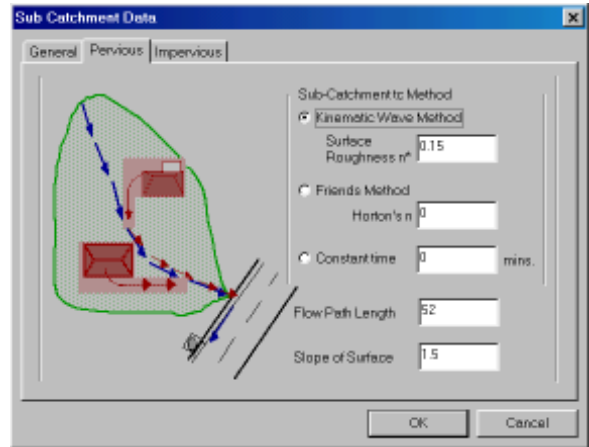 Sub Catchment Data
General Pervious Impervious
Sub-Catchment tc Method
Kinematic Wave Method
Surface
Roughness n* 0.15
Friends Method
Horton's n 0
Constant time 0 mins.
Flow Path Length 52
Slope of Surface 1.5
OK Cancel